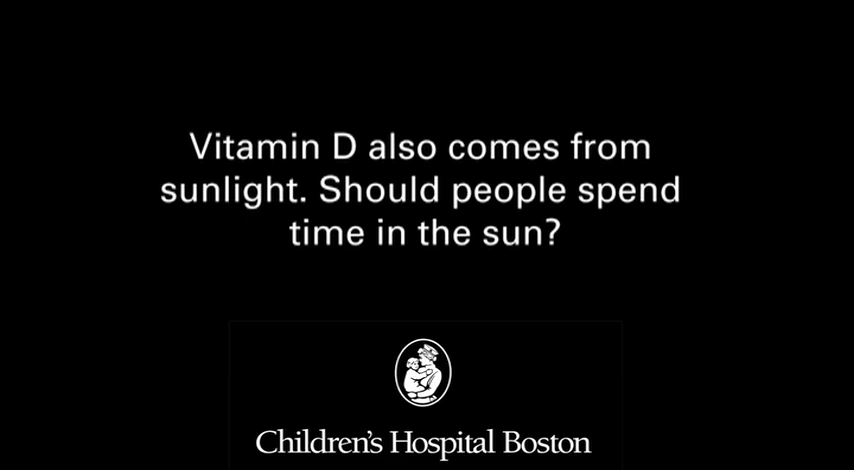 Vitamin D also comes from
sunlight. Should people spend
time in the sun?
Children's Hospital Boston